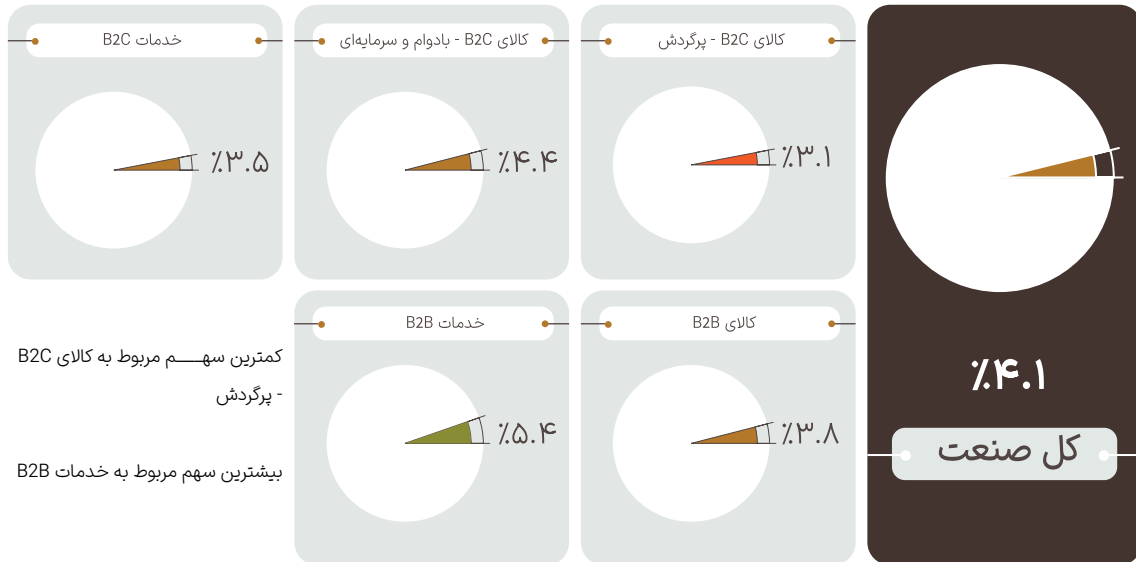 ٪۴.۱
کل صنعت
کالای B2C - پرگردش
٪۳.۱
کالای B2C - بادوام و سرمایه‌ای
٪۴.۴
خدمات B2C
٪۳.۵
کالای B2B
٪۳.۸
خدمات B2B
٪۵.۴
کمترین سهـــم مربوط به کالای B2C
- پرگردش
بیشترین سهم مربوط به خدمات B2B